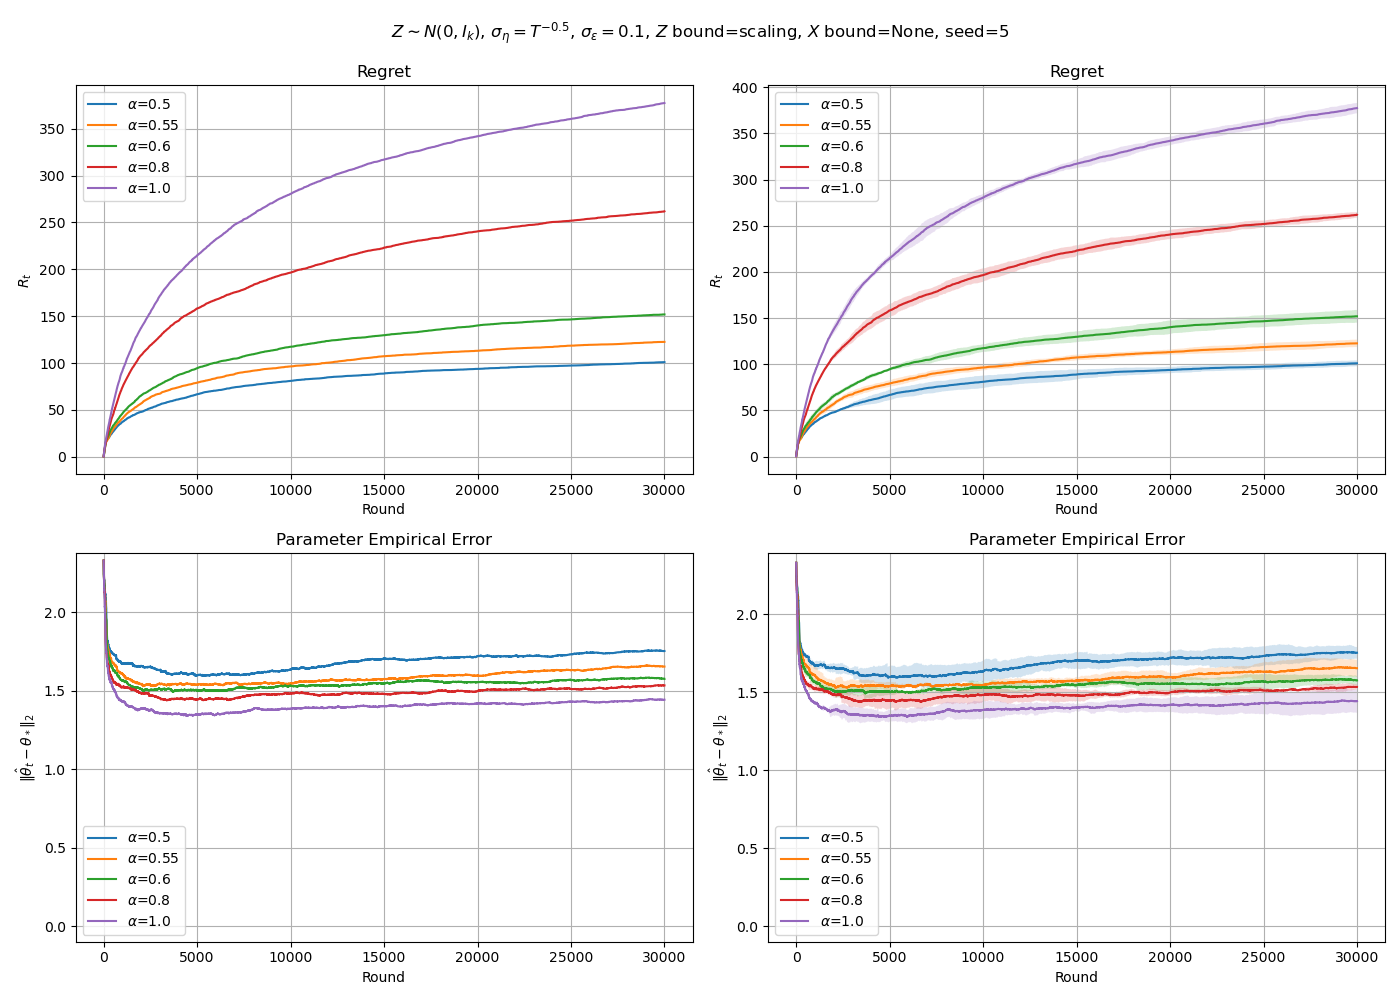 Z ∼ N(0, I_k), σ_η = T^{−0.5}, σ_ε = 0.1, Z bound=scaling, X bound=None, seed=5
Regret
R_t
350
300
250
200
150
100
50
0
α=0.5
α=0.55
α=0.6
α=0.8
α=1.0
0 5000 10000 15000 20000 25000 30000
Round
Regret
R_t
400
350
300
250
200
150
100
50
0
α=0.5
α=0.55
α=0.6
α=0.8
α=1.0
0 5000 10000 15000 20000 25000 30000
Round
Parameter Empirical Error
‖θ̂_t − θ_*‖_2
2.0
1.5
1.0
0.5
0.0
α=0.5
α=0.55
α=0.6
α=0.8
α=1.0
0 5000 10000 15000 20000 25000 30000
Round
Parameter Empirical Error
‖θ̂_t − θ_*‖_2
2.0
1.5
1.0
0.5
0.0
α=0.5
α=0.55
α=0.6
α=0.8
α=1.0
0 5000 10000 15000 20000 25000 30000
Round